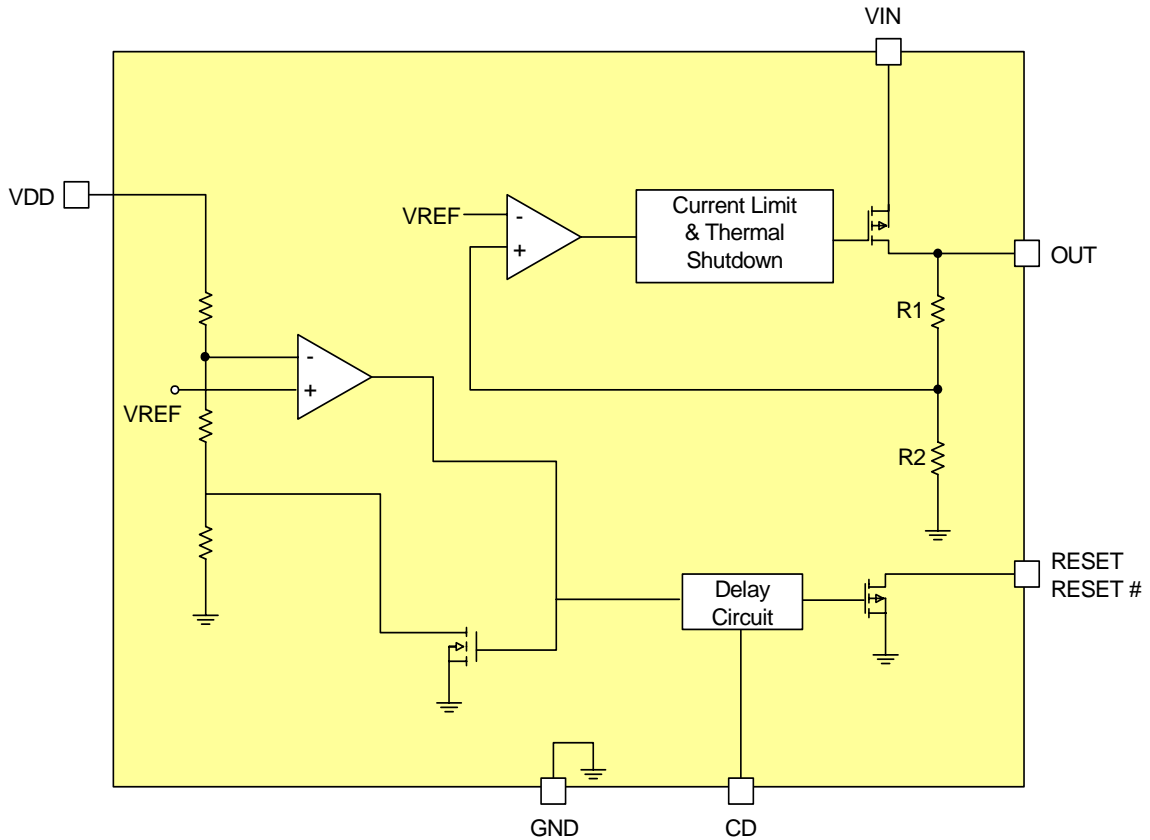 VIN
VDD
VREF
-
+
Current Limit
& Thermal
Shutdown
OUT
R1
-
+
VREF
R2
RESET
RESET #
Delay
Circuit
GND
CD